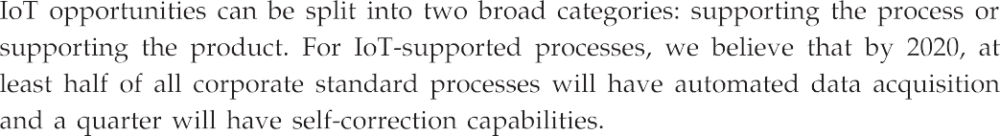 IoT opportunities can be split into two broad categories: supporting the process or
supporting the product. For IoT-supported processes, we believe that by 2020, at
least half of all corporate standard processes will have automated data acquisition
and a quarter will have self-correction capabilities.